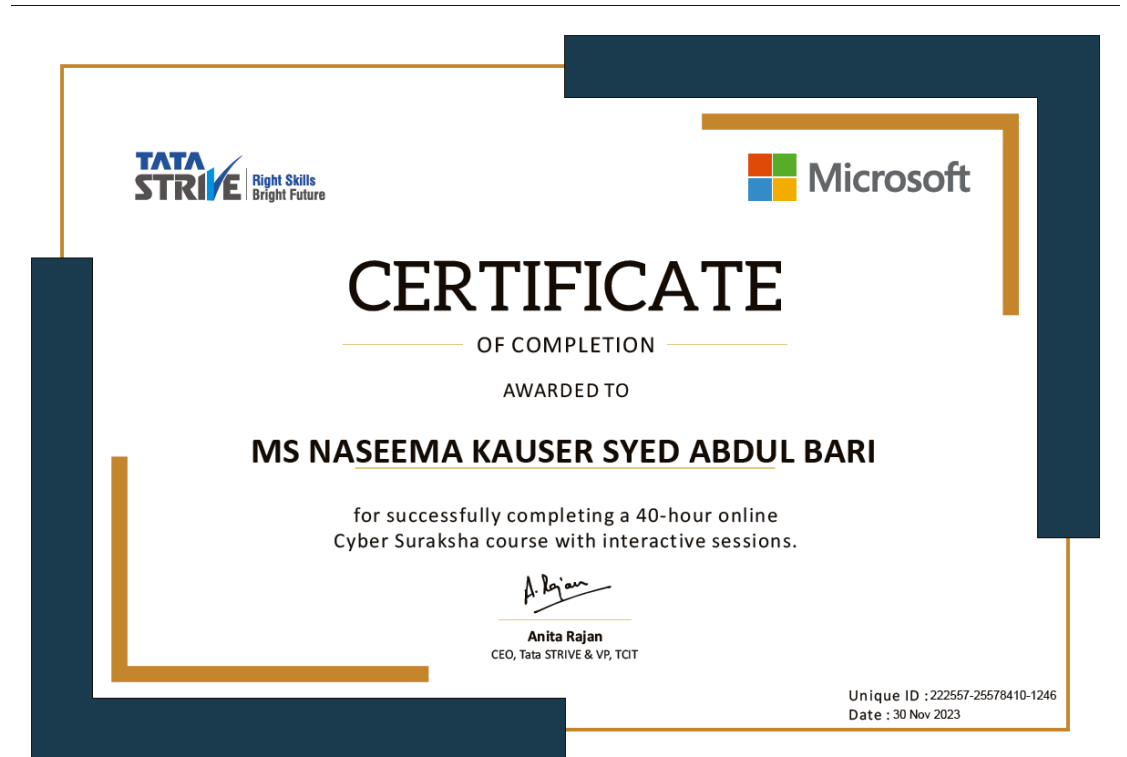 TATA
STRIVE
Right Skills
Bright Future
Microsoft
CERTIFICATE
OF COMPLETION
AWARDED TO
MS NASEEMA KAUSER SYED ABDUL BARI
for successfully completing a 40-hour online
Cyber Suraksha course with interactive sessions.
A. Rajan
Anita Rajan
CEO, Tata STRIVE & VP, TCIT
Unique ID : 222557-25578410-1246
Date : 30 Nov 2023